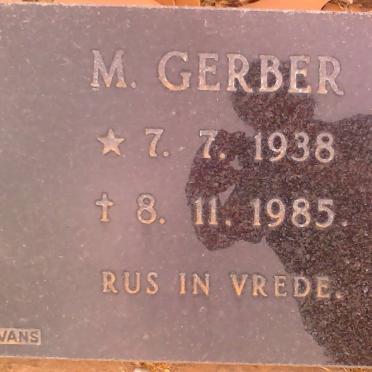 M. GERBER
★ 7. 7. 1938
† 8. 11. 1985.
RUS IN VREDE.
VANS